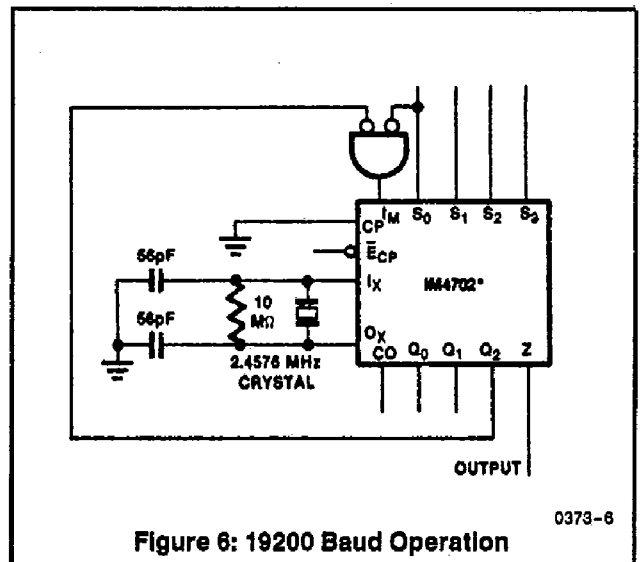 I_M S_0 S_1 S_2 S_3
CP
E̅_CP
56pF
I_X
IM4702*
10
MΩ
56pF
O_X
CO Q_0 Q_1 Q_2 Z
2.4576 MHz
CRYSTAL
OUTPUT
0373-6
Figure 6: 19200 Baud Operation